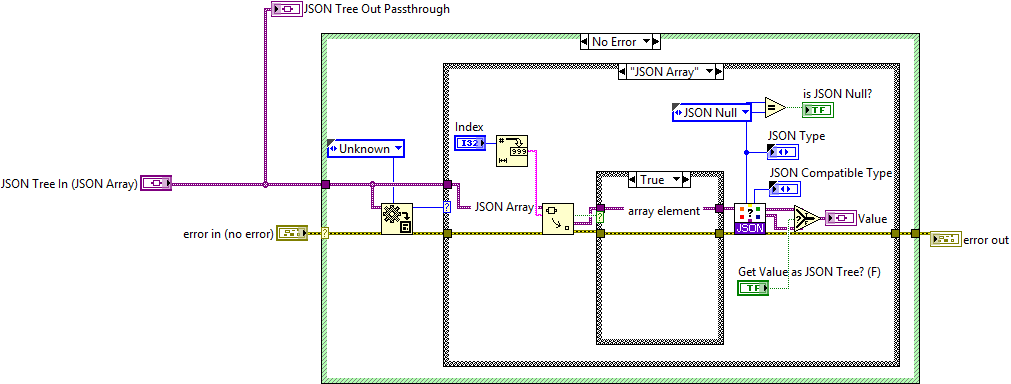 JSON Tree Out Passthrough
No Error
"JSON Array"
is JSON Null?
JSON Null
=
TF
Index
I32
#
999
JSON Type
Unknown
True
JSON Compatible Type
JSON Tree In (JSON Array)
JSON Array
array element
?
JSON
?
Value
error in (no error)
?
?
?
error out
Get Value as JSON Tree? (F)
TF